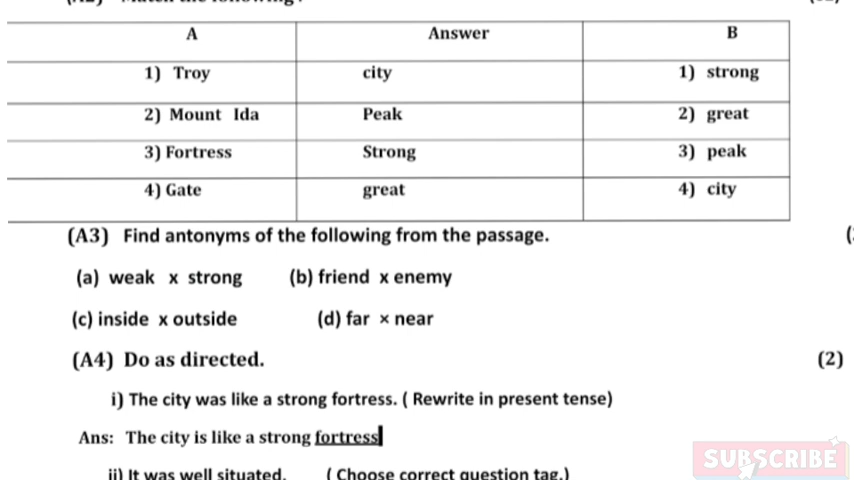 A Answer B
1) Troy city 1) strong
2) Mount Ida Peak 2) great
3) Fortress Strong 3) peak
4) Gate great 4) city
(A3) Find antonyms of the following from the passage.
(a) weak x strong (b) friend x enemy
(c) inside x outside (d) far × near
(A4) Do as directed. (2)
i) The city was like a strong fortress. ( Rewrite in present tense)
Ans: The city is like a strong fortress
ii) It was well situated. ( Choose correct question tag.)
SUBSCRIBE